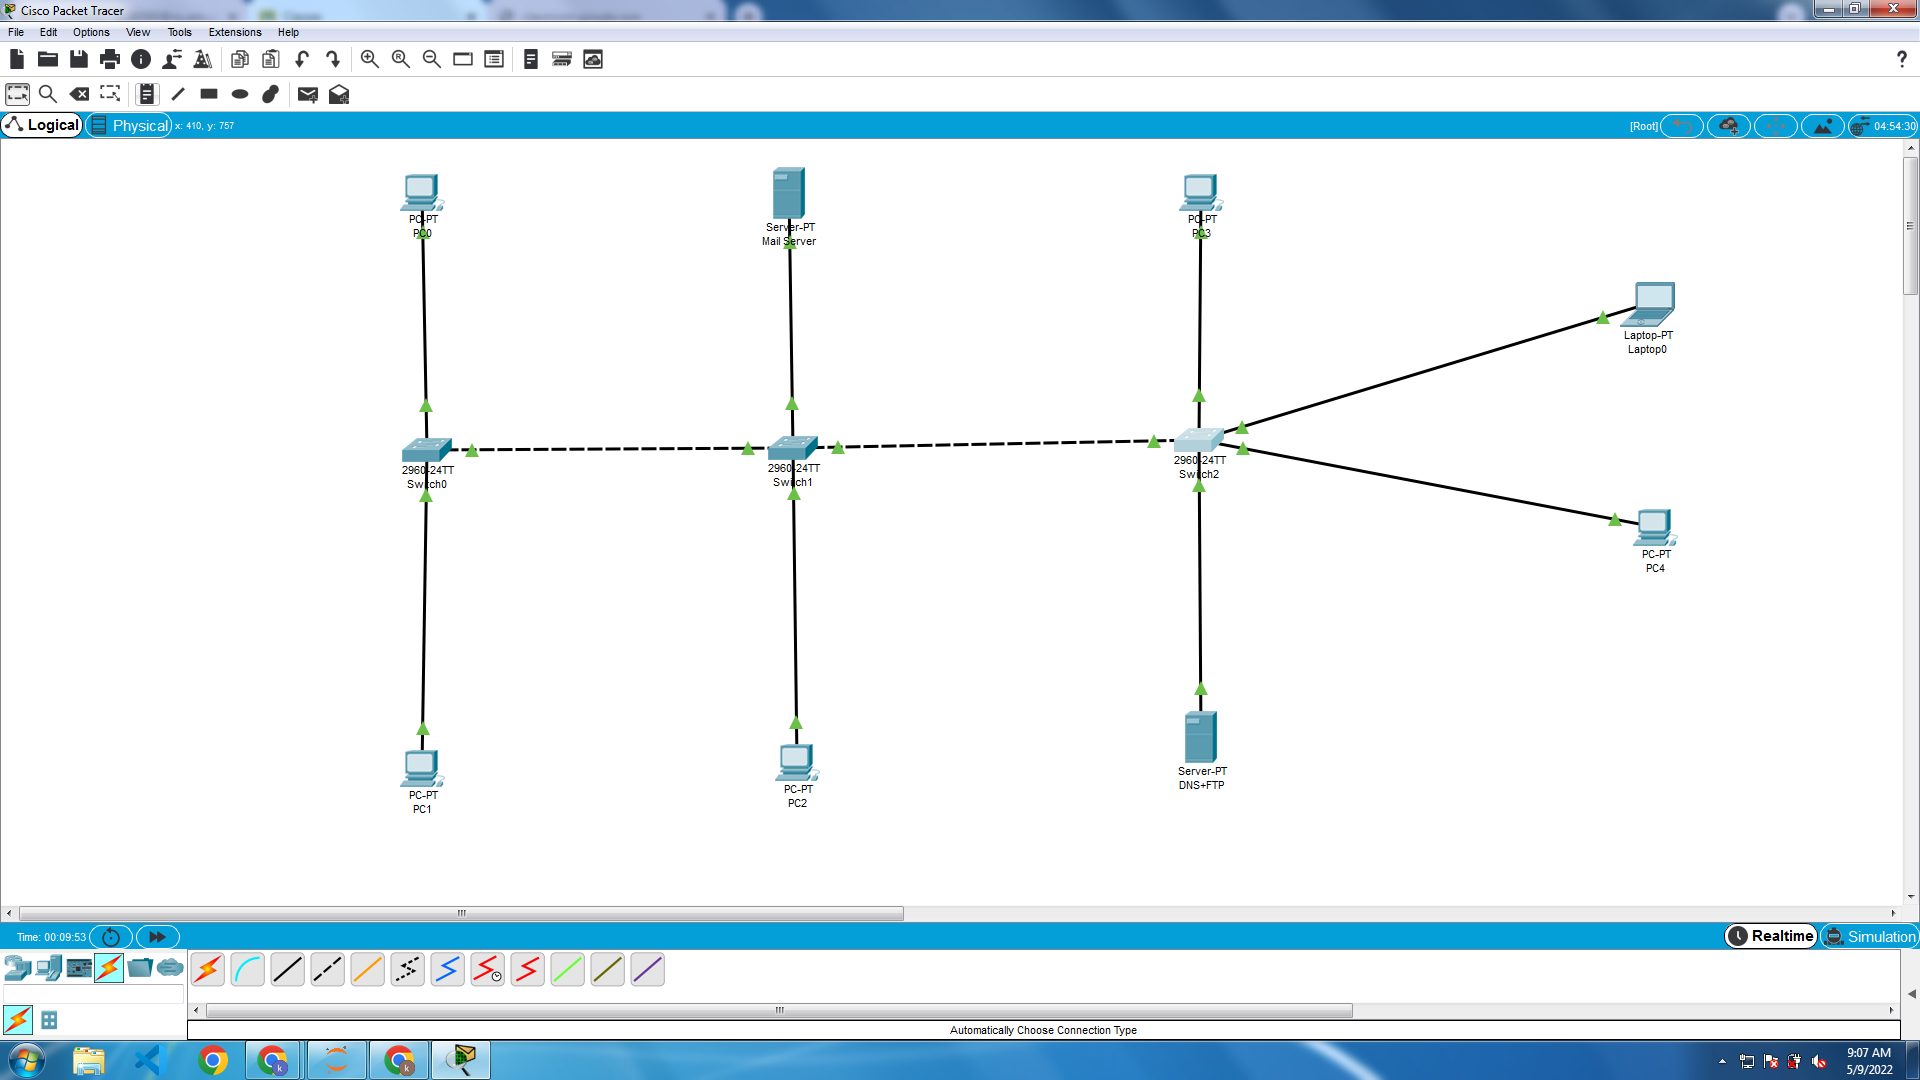 Cisco Packet Tracer
File Edit Options View Tools Extensions Help
Logical Physical x: 410, y: 757 [Root] 04:54:30
PC-PT
PC0
Server-PT
Mail Server
PC-PT
PC3
Laptop-PT
Laptop0
2960-24TT
Switch0
2960-24TT
Switch1
2960-24TT
Switch2
PC-PT
PC4
PC-PT
PC1
PC-PT
PC2
Server-PT
DNS+FTP
Time: 00:09:53 Realtime Simulation
Automatically Choose Connection Type
9:07 AM
5/9/2022